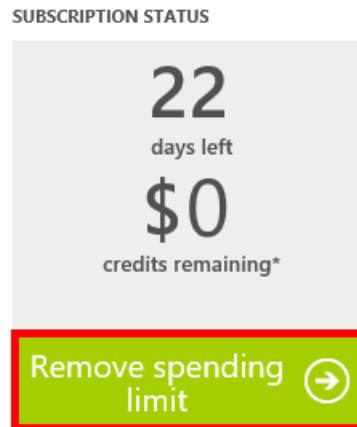 SUBSCRIPTION STATUS
22
days left
$0
credits remaining*
Remove spending
limit